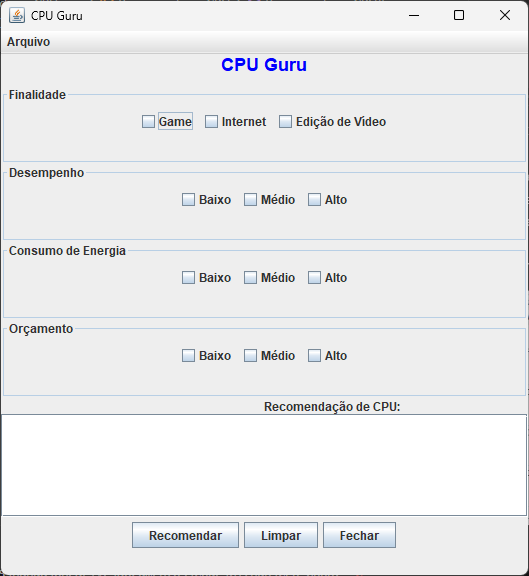 CPU Guru
Arquivo
CPU Guru
Finalidade
Game Internet Edição de Vídeo
Desempenho
Baixo Médio Alto
Consumo de Energia
Baixo Médio Alto
Orçamento
Baixo Médio Alto
Recomendação de CPU:
Recomendar Limpar Fechar